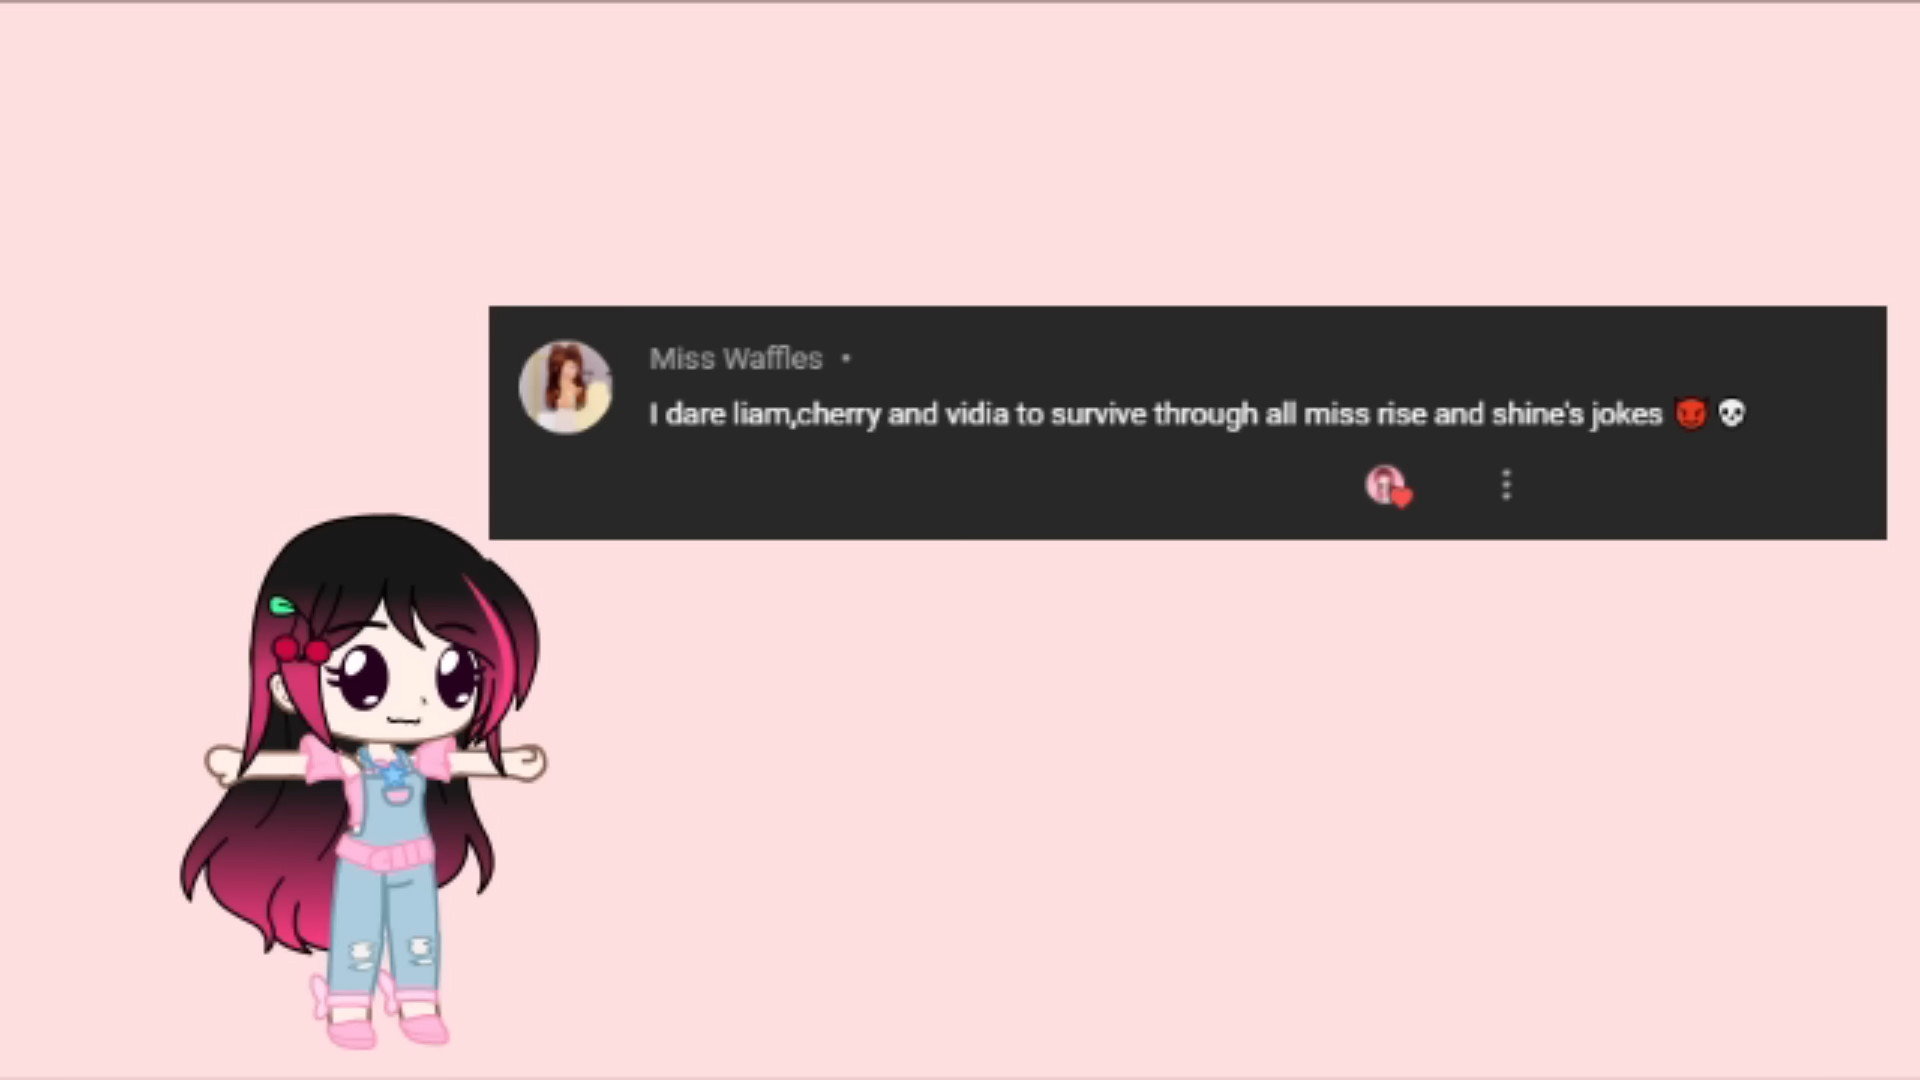 Miss Waffles •
I dare liam,cherry and vidia to survive through all miss rise and shine's jokes 😈💀